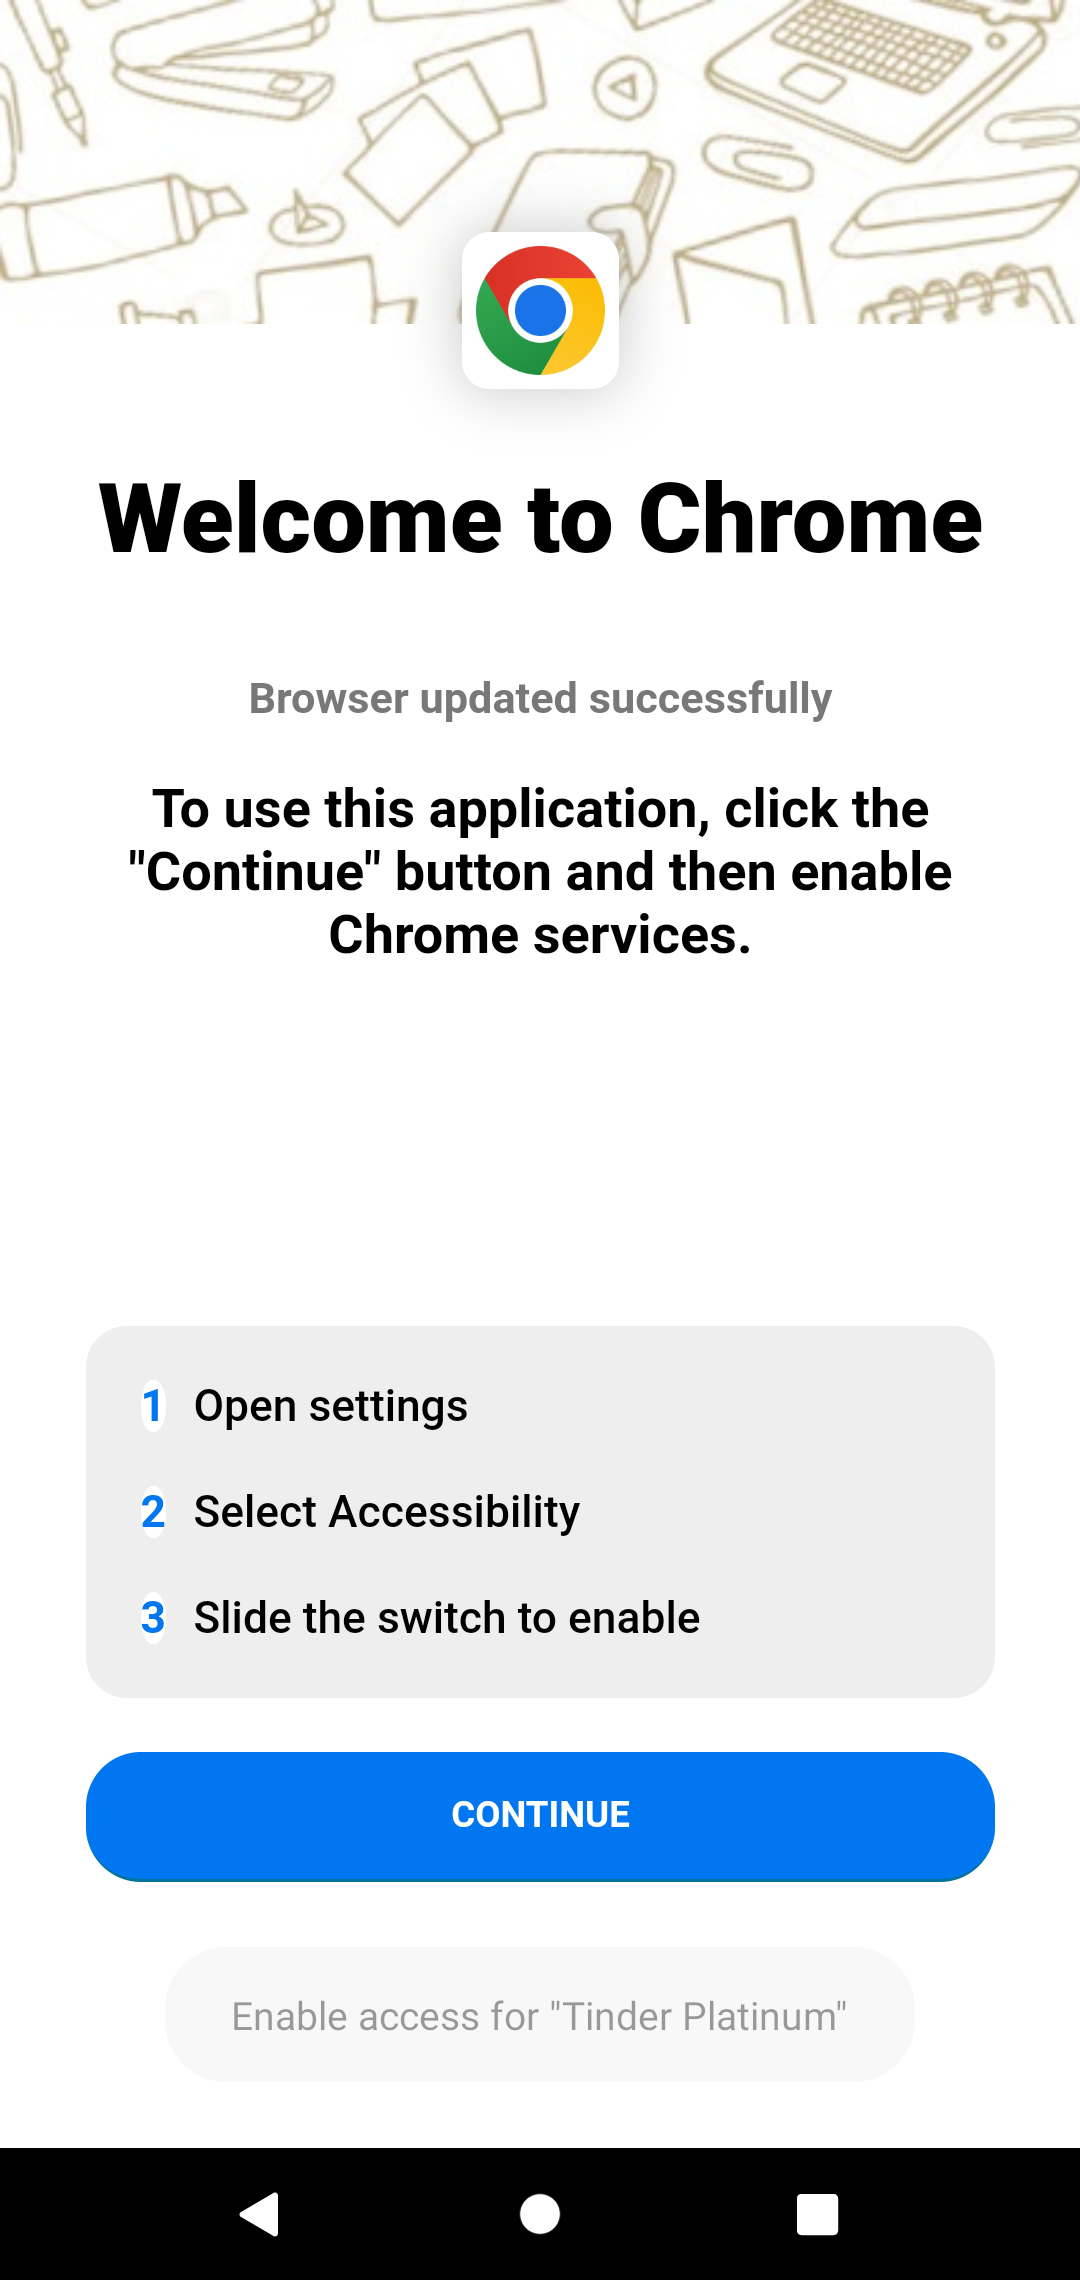 Welcome to Chrome
Browser updated successfully
To use this application, click the
"Continue" button and then enable
Chrome services.
1 Open settings
2 Select Accessibility
3 Slide the switch to enable
CONTINUE
Enable access for "Tinder Platinum"